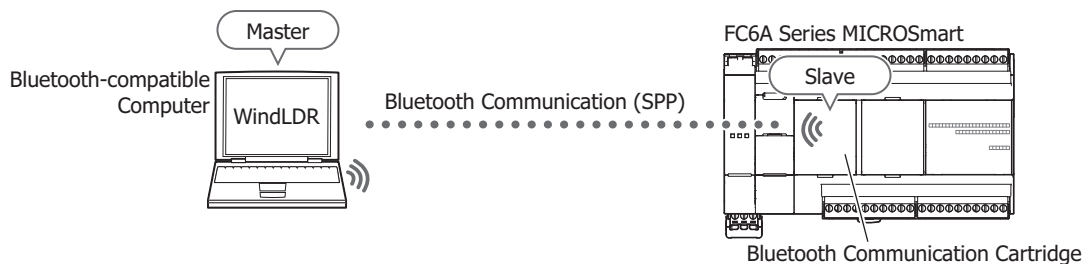 Master
FC6A Series MICROSmart
Slave
Bluetooth-compatible
Computer
WindLDR
Bluetooth Communication (SPP)
Bluetooth Communication Cartridge